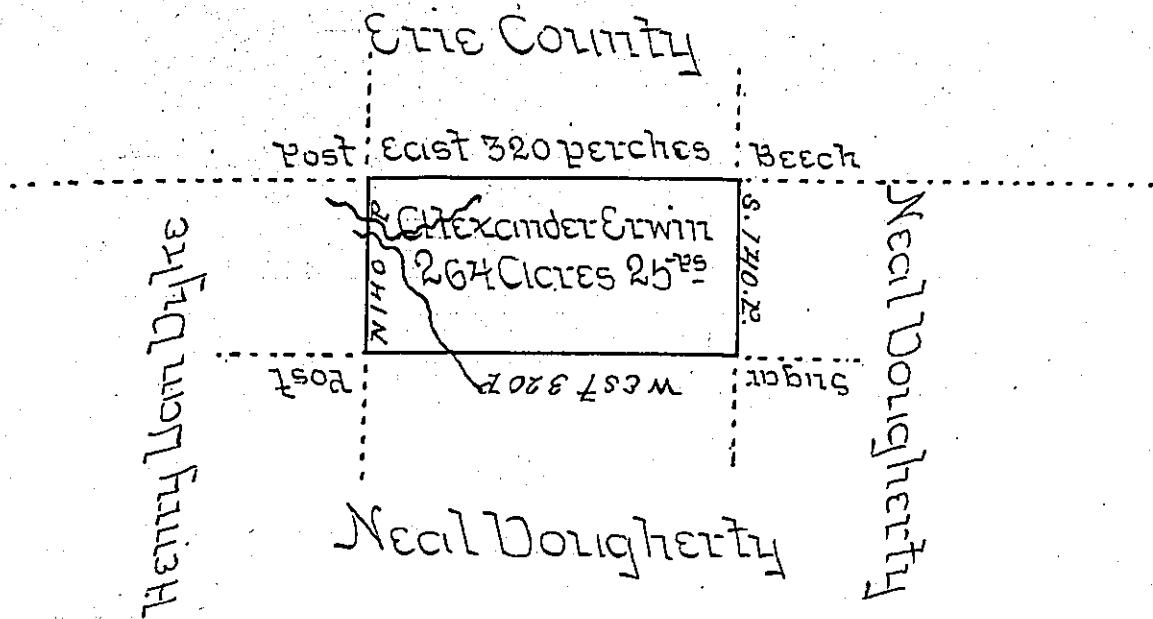 Erie County
Post
East 320 perches
Beech
Alexander Erwin
264 Acres 25 ps
N 140 P
S. 140. P.
Henry Van Dyke
Neal Dougherty
Post
West 320 P
Sugar
Neal Dougherty